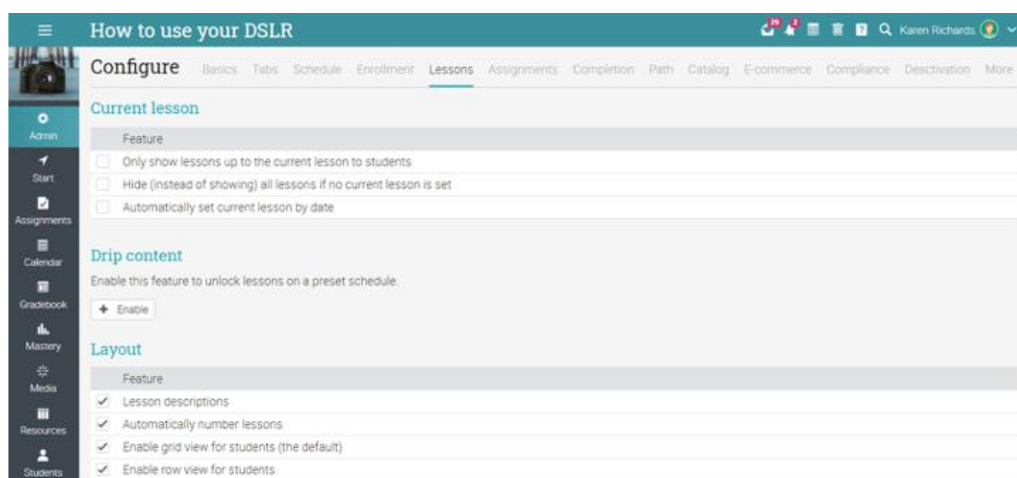 How to use your DSLR
29 2 Karen Richards
Configure Basics Tabs Schedule Enrollment Lessons Assignments Completion Path Catalog E-commerce Compliance Deactivation More
Admin
Start
Assignments
Calendar
Gradebook
Mastery
Media
Resources
Students
Current lesson
Feature
Only show lessons up to the current lesson to students
Hide (instead of showing) all lessons if no current lesson is set
Automatically set current lesson by date
Drip content
Enable this feature to unlock lessons on a preset schedule.
+ Enable
Layout
Feature
Lesson descriptions
Automatically number lessons
Enable grid view for students (the default)
Enable row view for students